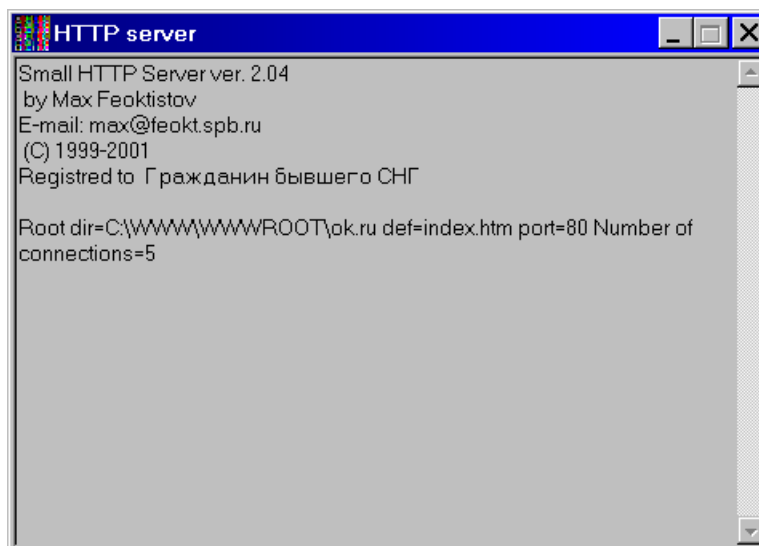 HTTP server
Small HTTP Server ver. 2.04
by Max Feoktistov
E-mail: max@feokt.spb.ru
(C) 1999-2001
Registred to Гражданин бывшего СНГ
Root dir=C:\WWW\WWWROOT\ok.ru def=index.htm port=80 Number of
connections=5